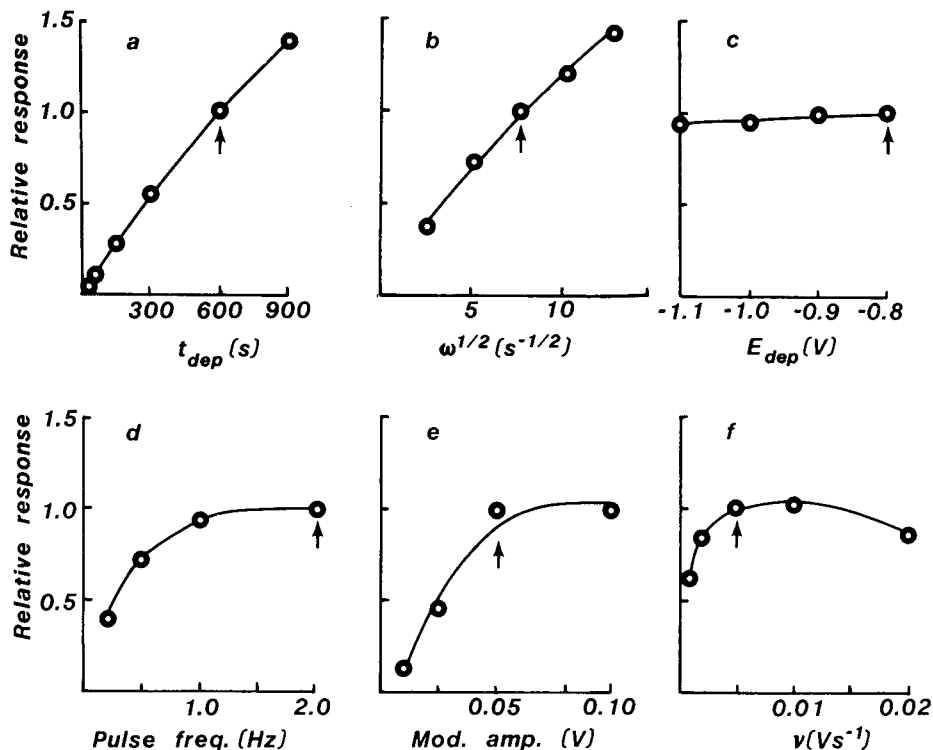 a
b
c
Relative response
1.5
1.0
0.5
300 600 900
t_dep (s)
5 10
ω^1/2 (s^-1/2)
-1.1 -1.0 -0.9 -0.8
E_dep (V)
d
e
f
Relative response
1.5
1.0
0.5
1.0 2.0
Pulse freq. (Hz)
0.05 0.10
Mod. amp. (V)
0.01 0.02
ν(Vs^-1)